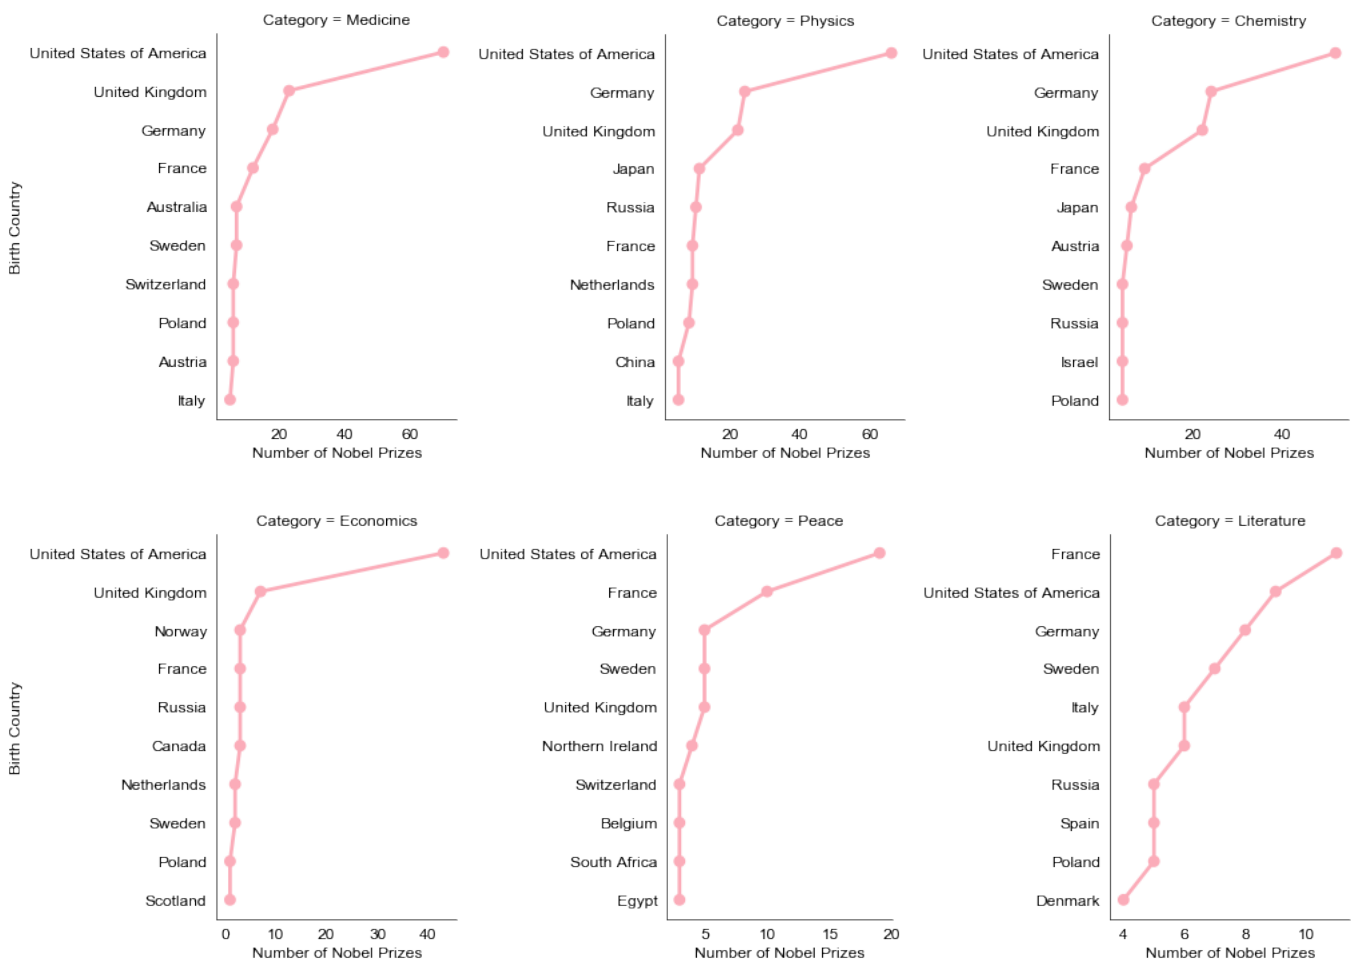 Category = Medicine
Birth Country
United States of America
United Kingdom
Germany
France
Australia
Sweden
Switzerland
Poland
Austria
Italy
20 40 60
Number of Nobel Prizes
Category = Physics
United States of America
Germany
United Kingdom
Japan
Russia
France
Netherlands
Poland
China
Italy
20 40 60
Number of Nobel Prizes
Category = Chemistry
United States of America
Germany
United Kingdom
France
Japan
Austria
Sweden
Russia
Israel
Poland
20 40
Number of Nobel Prizes
Category = Economics
Birth Country
United States of America
United Kingdom
Norway
France
Russia
Canada
Netherlands
Sweden
Poland
Scotland
0 10 20 30 40
Number of Nobel Prizes
Category = Peace
United States of America
France
Germany
Sweden
United Kingdom
Northern Ireland
Switzerland
Belgium
South Africa
Egypt
5 10 15 20
Number of Nobel Prizes
Category = Literature
France
United States of America
Germany
Sweden
Italy
United Kingdom
Russia
Spain
Poland
Denmark
4 6 8 10
Number of Nobel Prizes